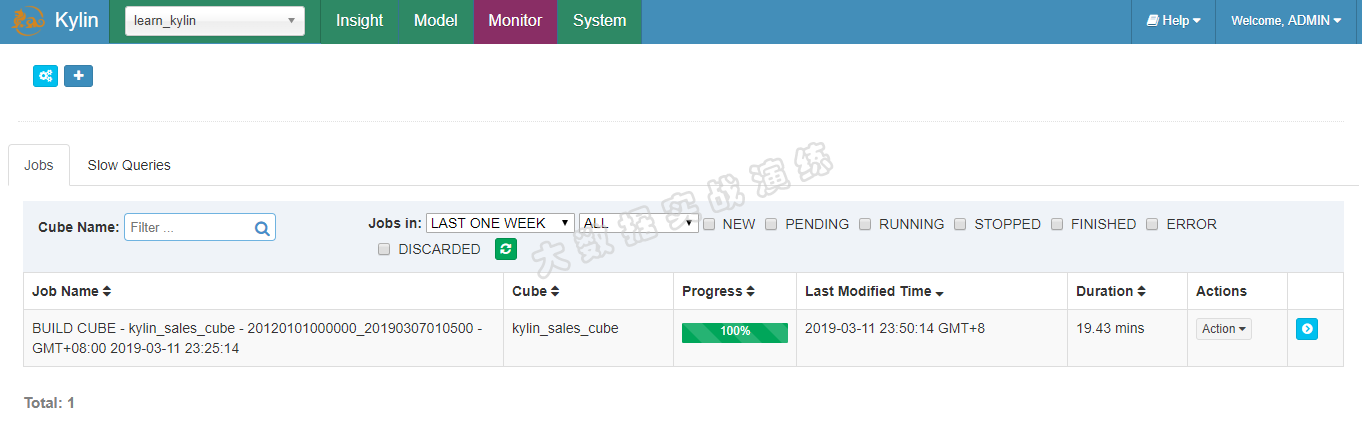 Kylin learn_kylin Insight Model Monitor System Help Welcome, ADMIN
Jobs Slow Queries
大数据实战演练
Cube Name: Filter ... Jobs in: LAST ONE WEEK ALL NEW PENDING RUNNING STOPPED FINISHED ERROR
DISCARDED
Job Name Cube Progress Last Modified Time Duration Actions
BUILD CUBE - kylin_sales_cube - 20120101000000_20190307010500 - kylin_sales_cube 100% 2019-03-11 23:50:14 GMT+8 19.43 mins Action
GMT+08:00 2019-03-11 23:25:14
Total: 1